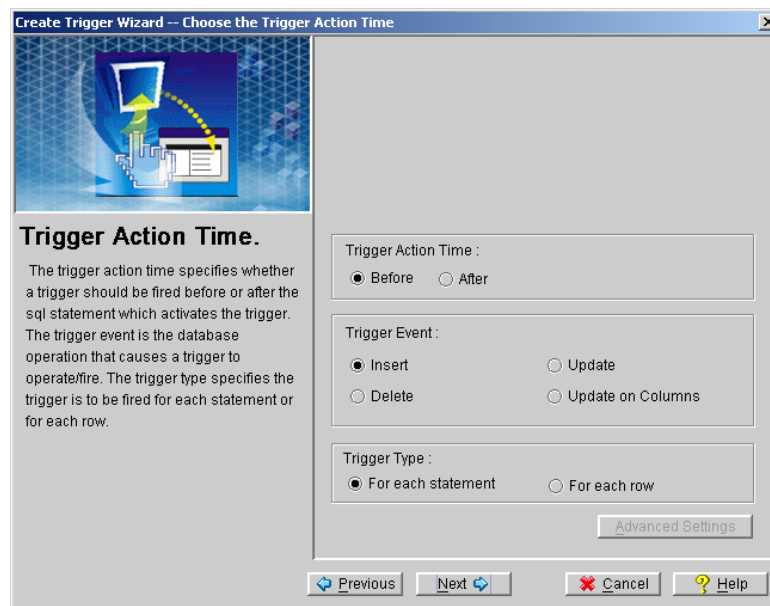 Create Trigger Wizard -- Choose the Trigger Action Time
Trigger Action Time.
The trigger action time specifies whether
a trigger should be fired before or after the
sql statement which activates the trigger.
The trigger event is the database
operation that causes a trigger to
operate/fire. The trigger type specifies the
trigger is to be fired for each statement or
for each row.
Trigger Action Time :
Before After
Trigger Event :
Insert Update
Delete Update on Columns
Trigger Type :
For each statement For each row
Advanced Settings
Previous Next Cancel Help